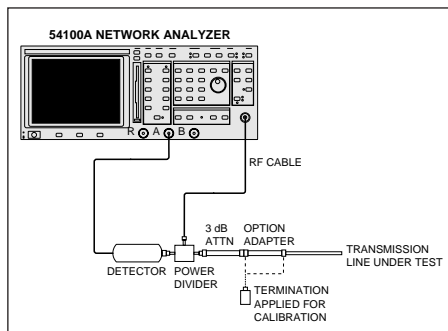 54100A NETWORK ANALYZER
R A B
RF CABLE
3 dB
ATTN
OPTION
ADAPTER
TRANSMISSION
LINE UNDER TEST
DETECTOR
POWER
DIVIDER
TERMINATION
APPLIED FOR
CALIBRATION